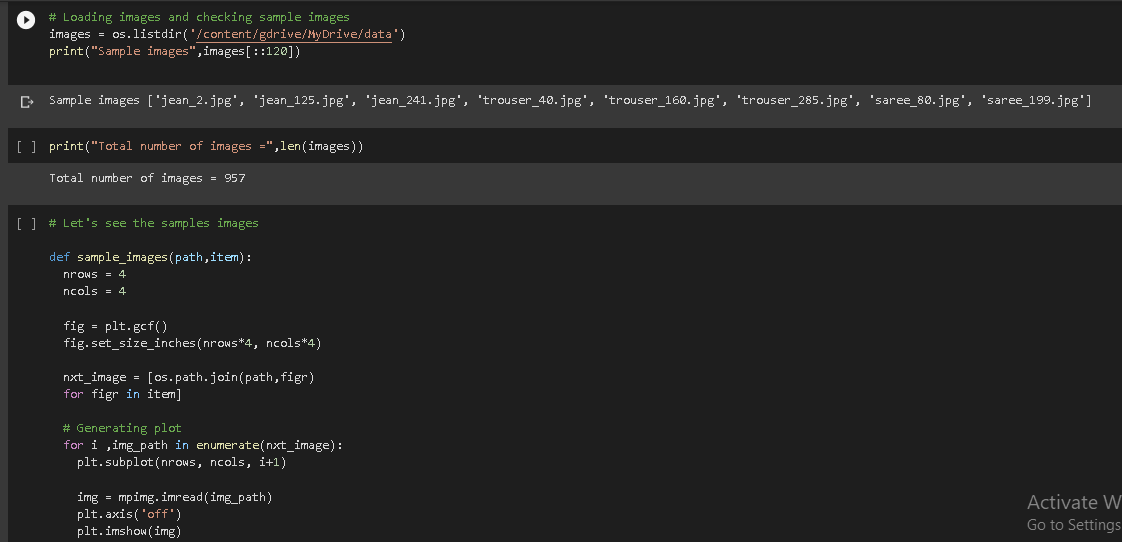 # Loading images and checking sample images
images = os.listdir('/content/gdrive/MyDrive/data')
print("Sample images",images[::120])
Sample images ['jean_2.jpg', 'jean_125.jpg', 'jean_241.jpg', 'trouser_40.jpg', 'trouser_160.jpg', 'trouser_285.jpg', 'saree_80.jpg', 'saree_199.jpg']
[ ] print("Total number of images =",len(images))
Total number of images = 957
[ ] # Let's see the samples images
def sample_images(path,item):
nrows = 4
ncols = 4
fig = plt.gcf()
fig.set_size_inches(nrows*4, ncols*4)
nxt_image = [os.path.join(path,figr)
for figr in item]
# Generating plot
for i ,img_path in enumerate(nxt_image):
plt.subplot(nrows, ncols, i+1)
img = mpimg.imread(img_path)
plt.axis('off')
plt.imshow(img)
Activate W
Go to Settings